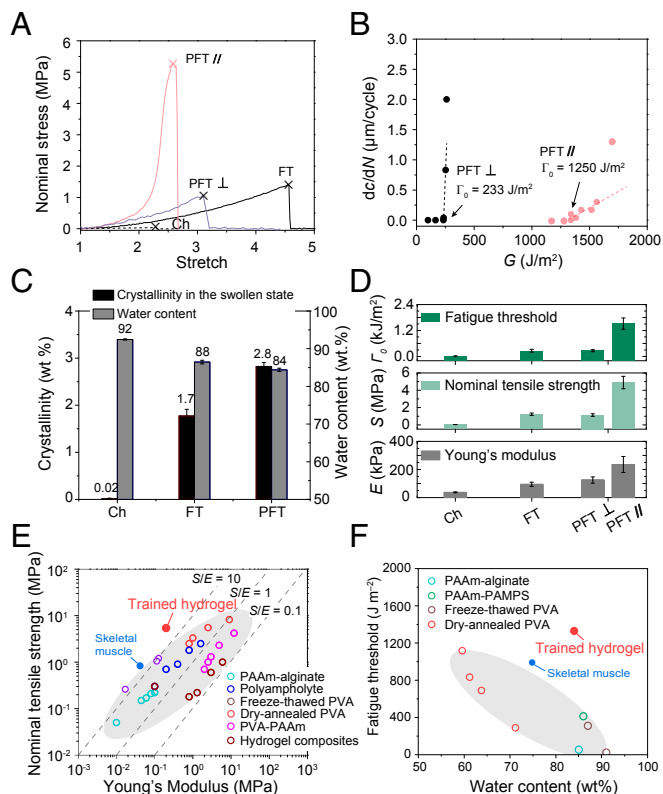 A
Nominal stress (MPa)
6
5
4
3
2
1
0
PFT //
PFT ⊥
FT
Ch
1 2 3 4 5
Stretch
B
dc/dN (μm/cycle)
3.0
2.5
2.0
1.5
1.0
0.5
0.0
PFT ⊥
Γ₀ = 233 J/m²
PFT //
Γ₀ = 1250 J/m²
0 500 1000 1500 2000
G (J/m²)
C
Crystallinity (wt %)
4
3
2
1
0
Crystallinity in the swollen state
Water content
92
88
84
0.02
1.7
2.8
100
90
80
70
60
50
Water content (wt.%)
Ch FT PFT
D
Γ₀ (kJ/m²)
2.4
1.2
0.0
Fatigue threshold
S (MPa)
6
4
2
0
Nominal tensile strength
E (kPa)
400
200
0
Young's modulus
Ch FT PFT ⊥ PFT //
E
Nominal tensile strength (MPa)
10²
10¹
10⁰
10⁻¹
10⁻²
S/E = 10
S/E = 1
S/E = 0.1
Trained hydrogel
Skeletal muscle
PAAm-alginate
Polyampholyte
Freeze-thawed PVA
Dry-annealed PVA
PVA-PAAm
Hydrogel composites
10⁻³ 10⁻² 10⁻¹ 10⁰ 10¹ 10² 10³
Young's Modulus (MPa)
F
Fatigue threshold (J m⁻²)
2000
1600
1200
800
400
0
PAAm-alginate
PAAm-PAMPS
Freeze-thawed PVA
Dry-annealed PVA
Trained hydrogel
Skeletal muscle
50 60 70 80 90 100
Water content (wt%)